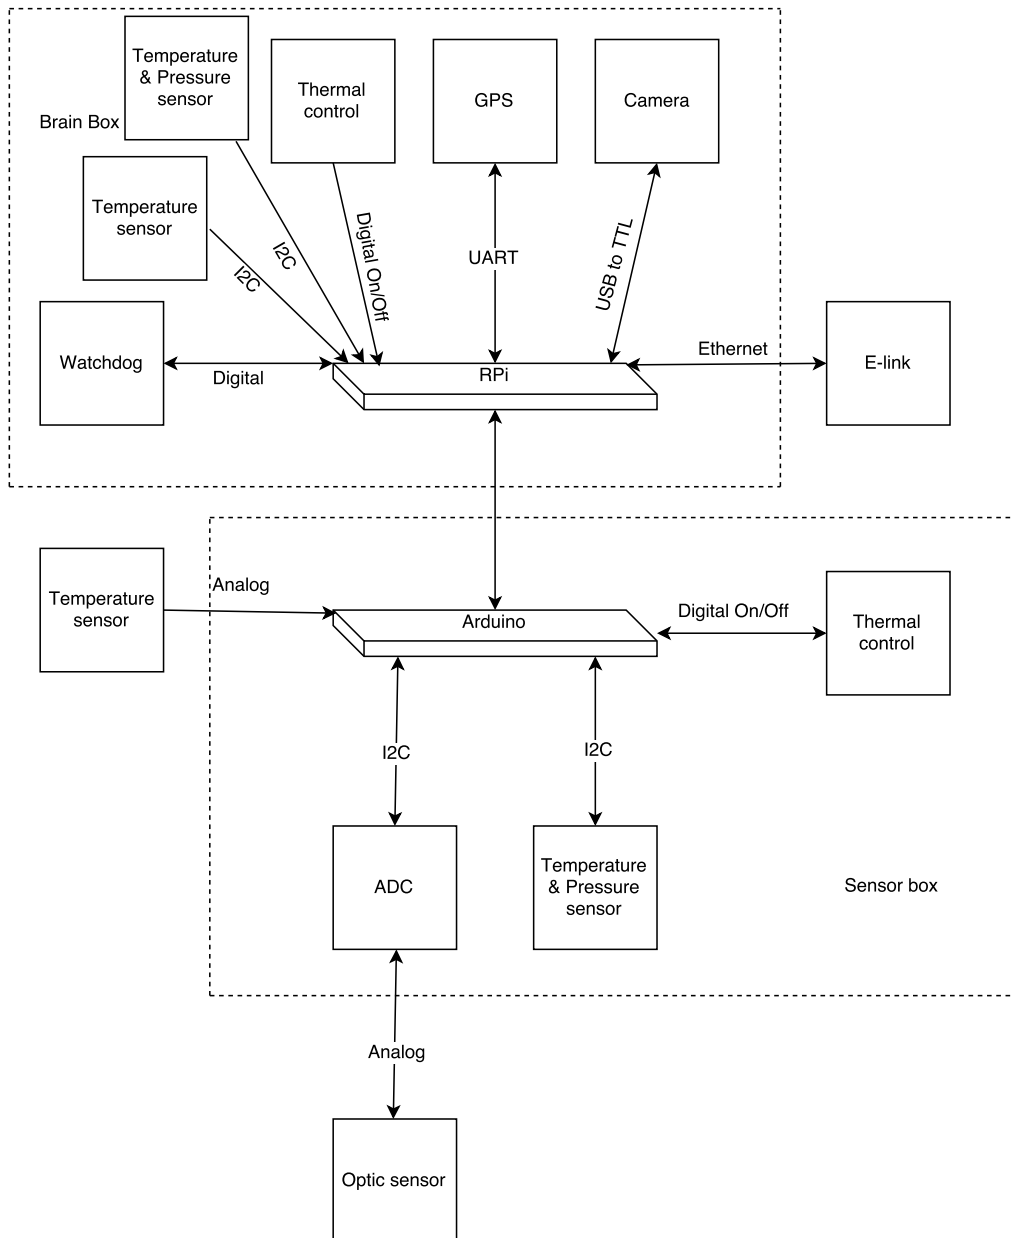 Temperature
& Pressure
sensor
Thermal
control
GPS
Camera
Brain Box
Temperature
sensor
I2C
I2C
Digital On/Off
UART
USB to TTL
Watchdog
Digital
RPi
Ethernet
E-link
Temperature
sensor
Analog
Arduino
Digital On/Off
Thermal
control
I2C
I2C
ADC
Temperature
& Pressure
sensor
Sensor box
Analog
Optic sensor